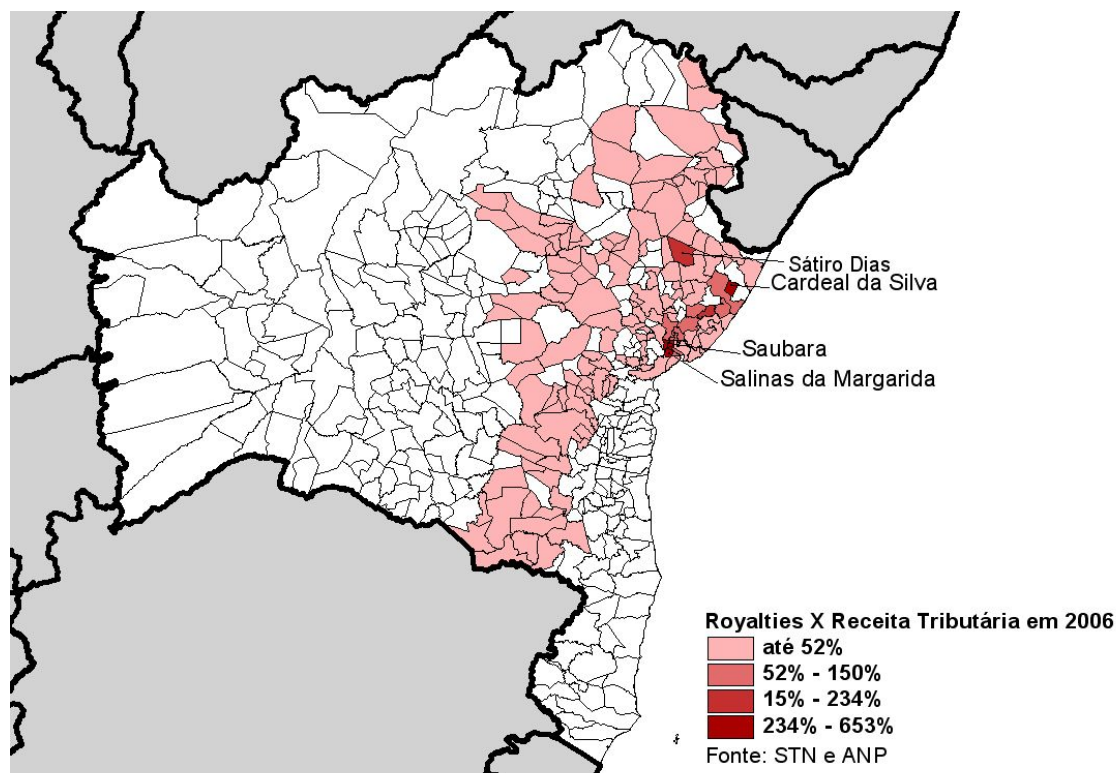 Sátiro Dias
Cardeal da Silva
Saubara
Salinas da Margarida
Royalties X Receita Tributária em 2006
até 52%
52% - 150%
15% - 234%
234% - 653%
Fonte: STN e ANP